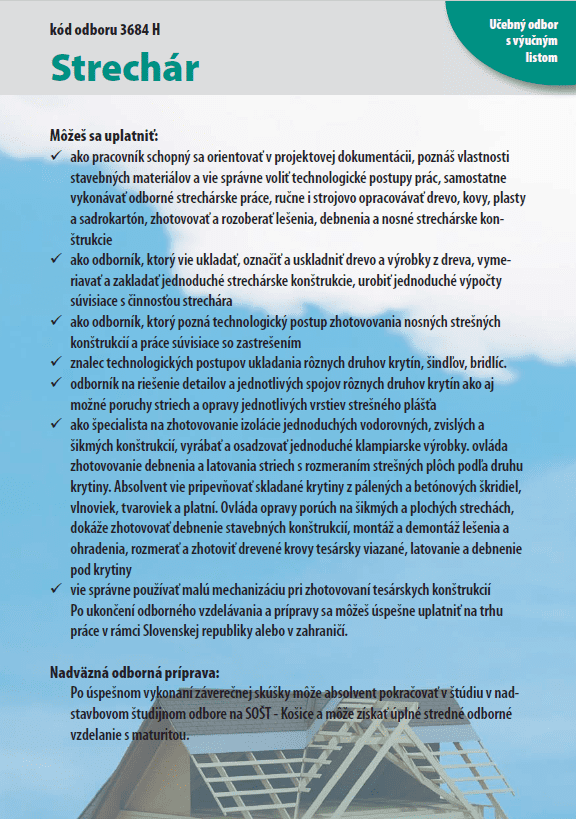 kód odboru 3684 H
Strechár
Učebný odbor
s výučným
listom
Môžeš sa uplatniť:
✓ ako pracovník schopný sa orientovať v projektovej dokumentácii, poznáš vlastnosti
stavebných materiálov a vie správne voliť technologické postupy prác, samostatne
vykonávať odborné strechárske práce, ručne i strojovo opracovávať drevo, kovy, plasty
a sadrokartón, zhotovovať a rozoberať lešenia, debnenia a nosné strechárske kon-
štrukcie
✓ ako odborník, ktorý vie ukladať, označiť a uskladniť drevo a výrobky z dreva, vyme-
riavať a zakladať jednoduché strechárske konštrukcie, urobiť jednoduché výpočty
súvisiace s činnosťou strechára
✓ ako odborník, ktorý pozná technologický postup zhotovovania nosných strešných
konštrukcií a práce súvisiace so zastrešením
✓ znalec technologických postupov ukladania rôznych druhov krytín, šindľov, bridlíc.
✓ odborník na riešenie detailov a jednotlivých spojov rôznych druhov krytín ako aj
možné poruchy striech a opravy jednotlivých vrstiev strešného plášťa
✓ ako špecialista na zhotovovanie izolácie jednoduchých vodorovných, zvislých a
šikmých konštrukcií, vyrábať a osadzovať jednoduché klampiarske výrobky. ovláda
zhotovovanie debnenia a latovania striech s rozmeraním strešných plôch podľa druhu
krytiny. Absolvent vie pripevňovať skladané krytiny z pálených a betónových škridiel,
vlnoviek, tvaroviek a platní. Ovláda opravy porúch na šikmých a plochých strechách,
dokáže zhotovovať debnenie stavebných konštrukcií, montáž a demontáž lešenia a
ohradenia, rozmerať a zhotoviť drevené krovy tesársky viazané, latovanie a debnenie
pod krytiny
✓ vie správne používať malú mechanizáciu pri zhotovovaní tesárskych konštrukcií
Po ukončení odborného vzdelávania a prípravy sa môžeš úspešne uplatniť na trhu
práce v rámci Slovenskej republiky alebo v zahraničí.
Nadväzná odborná príprava:
Po úspešnom vykonaní záverečnej skúšky môže absolvent pokračovať v štúdiu v nad-
stavbovom študijnom odbore na SOŠT - Košice a môže získať úplné stredné odborné
vzdelanie s maturitou.